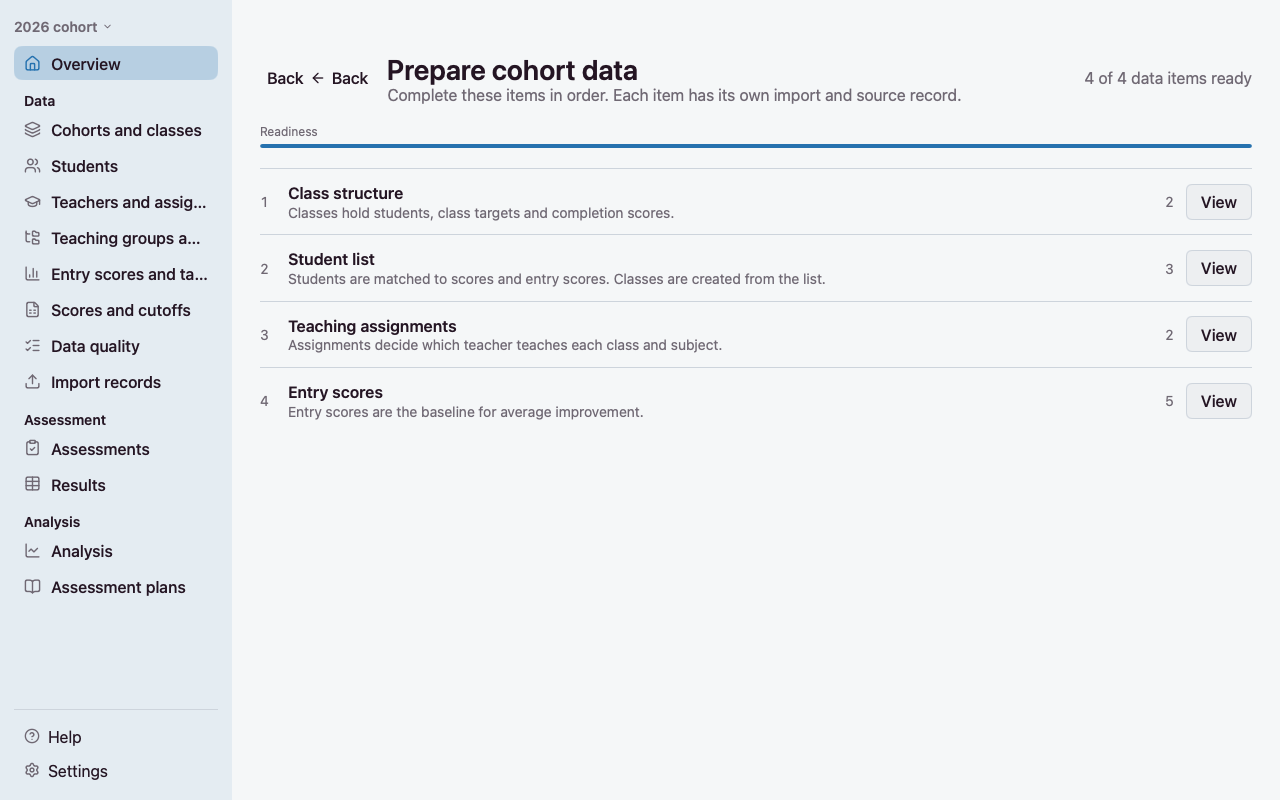 2026 cohort
Overview
Data
Cohorts and classes
Students
Teachers and assig...
Teaching groups a...
Entry scores and ta...
Scores and cutoffs
Data quality
Import records
Assessment
Assessments
Results
Analysis
Analysis
Assessment plans
Help
Settings
Back ← Back
Prepare cohort data
Complete these items in order. Each item has its own import and source record.
4 of 4 data items ready
Readiness
1 Class structure
Classes hold students, class targets and completion scores.
2 View
2 Student list
Students are matched to scores and entry scores. Classes are created from the list.
3 View
3 Teaching assignments
Assignments decide which teacher teaches each class and subject.
2 View
4 Entry scores
Entry scores are the baseline for average improvement.
5 View